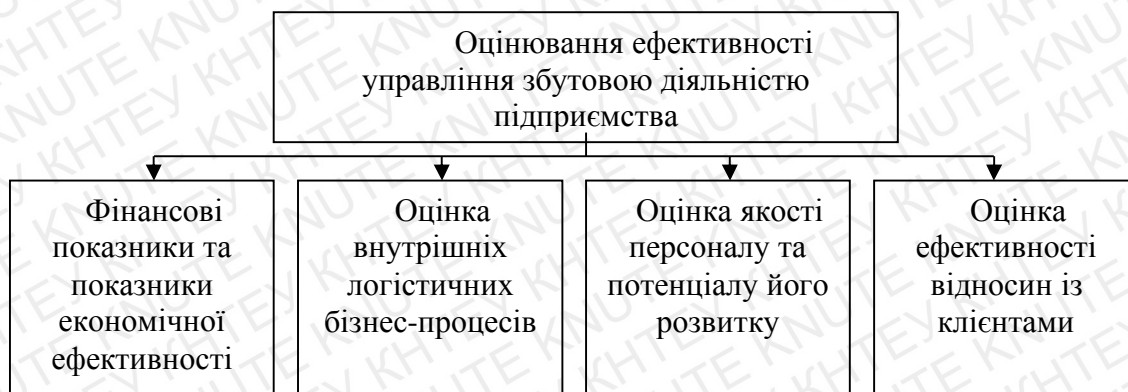 Оцінювання ефективності
управління збутовою діяльністю
підприємства
Фінансові
показники та
показники
економічної
ефективності
Оцінка
внутрішніх
логістичних
бізнес-процесів
Оцінка якості
персоналу та
потенціалу його
розвитку
Оцінка
ефективності
відносин із
клієнтами